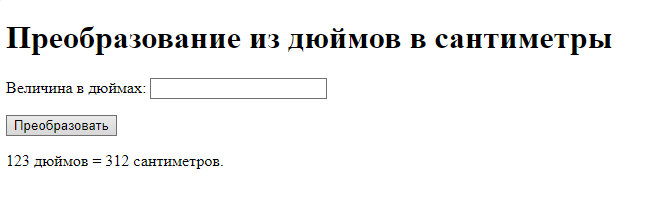 Преобразование из дюймов в сантиметры
Величина в дюймах:
Преобразовать
123 дюймов = 312 сантиметров.